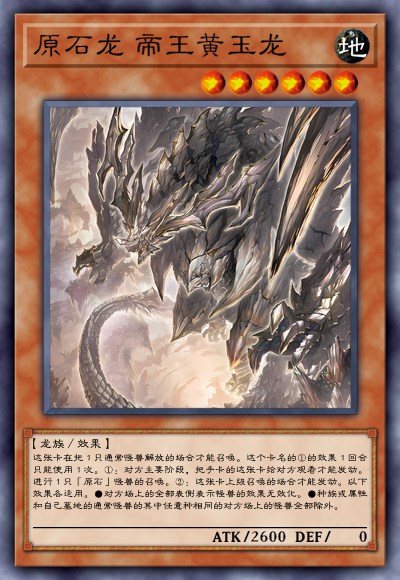 原石龙 帝王黄玉龙
地
【龙族/效果】
这张卡在把1只通常怪兽解放的场合才能召唤。这个卡名的①的效果1回合
只能使用1次。①：对方主要阶段，把手卡的这张卡给对方观看才能发动。
进行1只「原石」怪兽的召唤。②：这张卡上级召唤的场合才能发动。以下
效果各适用。●对方场上的全部表侧表示怪兽的效果无效化。●种族或属性
和自己墓地的通常怪兽的其中任意种相同的对方场上的怪兽全部除外。
ATK/2600 DEF/ 0